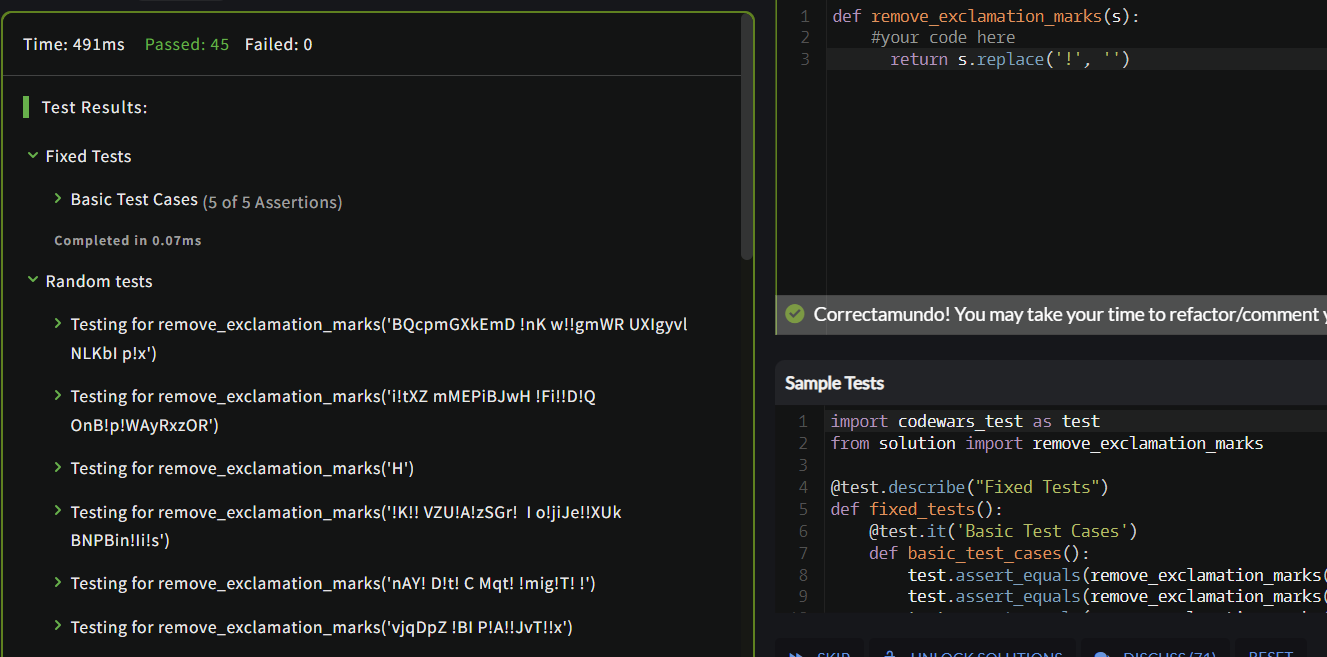 Time: 491ms Passed: 45 Failed: 0
Test Results:
Fixed Tests
Basic Test Cases (5 of 5 Assertions)
Completed in 0.07ms
Random tests
Testing for remove_exclamation_marks('BQcpmGXkEmD !nK w!!gmWR UXIgyvl
NLKbI p!x')
Testing for remove_exclamation_marks('i!tXZ mMEPiBJwH !Fi!!D!Q
OnB!p!WAyRxzOR')
Testing for remove_exclamation_marks('H')
Testing for remove_exclamation_marks('!K!! VZU!A!zSGr!  I o!jiJe!!XUk
BNPBin!Ii!s')
Testing for remove_exclamation_marks('nAY! D!t! C Mqt! !mig!T! !')
Testing for remove_exclamation_marks('vjqDpZ !BI P!A!!JvT!!x')
1 def remove_exclamation_marks(s):
2 #your code here
3 return s.replace('!', '')
Correctamundo! You may take your time to refactor/comment
Sample Tests
1 import codewars_test as test
2 from solution import remove_exclamation_marks
3
4 @test.describe("Fixed Tests")
5 def fixed_tests():
6 @test.it('Basic Test Cases')
7 def basic_test_cases():
8 test.assert_equals(remove_exclamation_marks(
9 test.assert_equals(remove_exclamation_marks(
SKIP UNLOCK SOLUTIONS DISCUSS (71) RESET